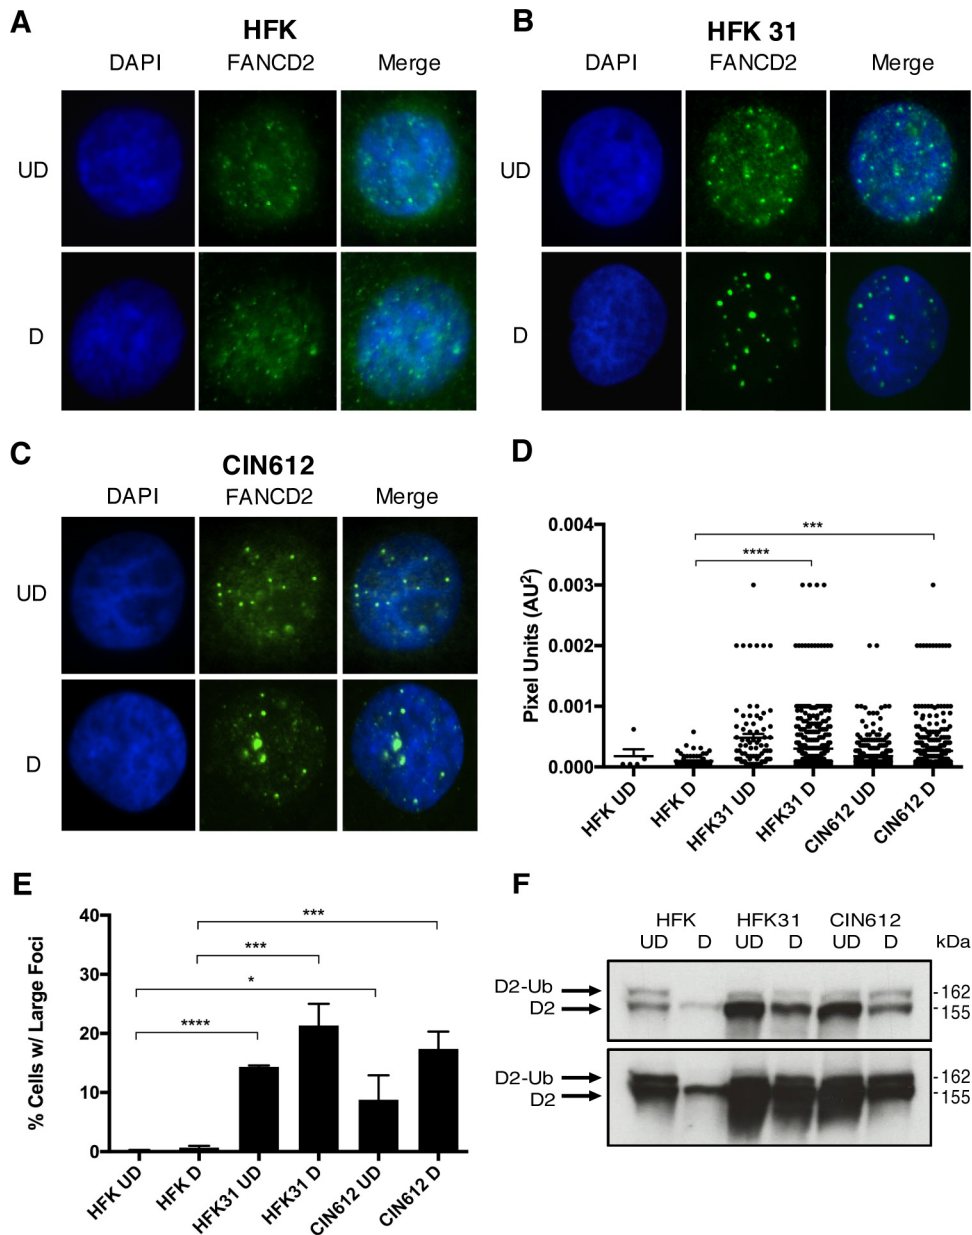 A
HFK
DAPI FANCD2 Merge
UD
D
B
HFK 31
DAPI FANCD2 Merge
UD
D
C
CIN612
DAPI FANCD2 Merge
UD
D
D
Pixel Units (AU²)
0.004
0.003
0.002
0.001
0.000
***
****
HFK UD
HFK D
HFK31 UD
HFK31 D
CIN612 UD
CIN612 D
E
% Cells w/ Large Foci
40
30
20
10
0
***
***
*
****
HFK UD
HFK D
HFK31 UD
HFK31 D
CIN612 UD
CIN612 D
F
HFK HFK31 CIN612
UD D UD D UD D kDa
D2-Ub -162
D2 -155
D2-Ub -162
D2 -155